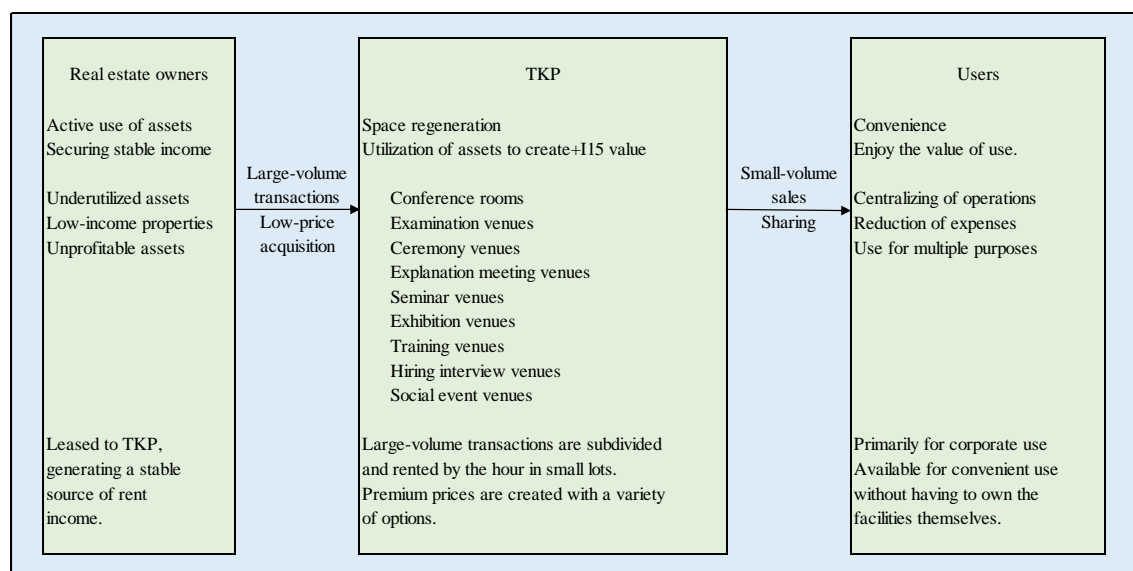 Real estate owners
Active use of assets
Securing stable income
Underutilized assets
Low-income properties
Unprofitable assets
Leased to TKP,
generating a stable
source of rent
income.
Large-volume
transactions
Low-price
acquisition
TKP
Space regeneration
Utilization of assets to create+I15 value
Conference rooms
Examination venues
Ceremony venues
Explanation meeting venues
Seminar venues
Exhibition venues
Training venues
Hiring interview venues
Social event venues
Large-volume transactions are subdivided
and rented by the hour in small lots.
Premium prices are created with a variety
of options.
Small-volume
sales
Sharing
Users
Convenience
Enjoy the value of use.
Centralizing of operations
Reduction of expenses
Use for multiple purposes
Primarily for corporate use
Available for convenient use
without having to own the
facilities themselves.